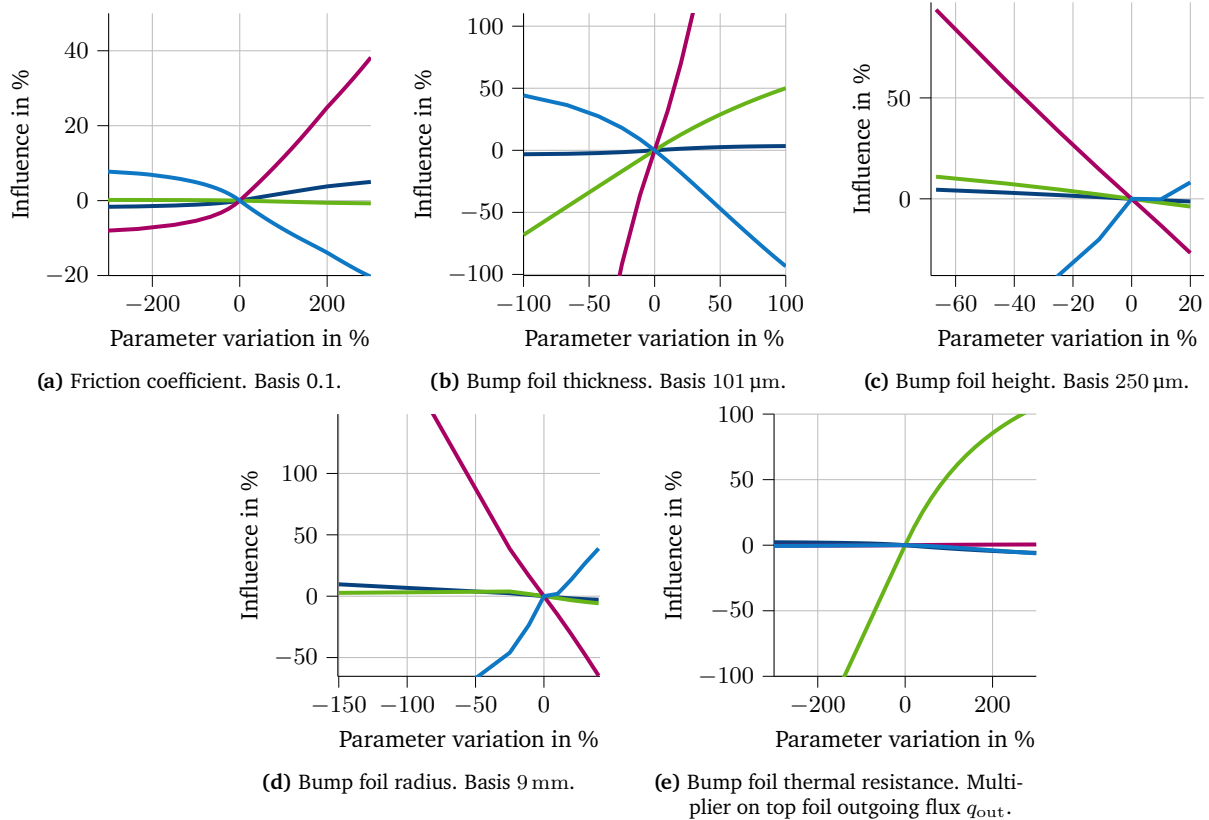 40
20
0
−20
−200
0
200
Influence in %
Parameter variation in %
(a) Friction coefficient. Basis 0.1.
100
50
0
−50
−100
−100
−50
0
50
100
Influence in %
Parameter variation in %
(b) Bump foil thickness. Basis 101 µm.
50
0
−60
−40
−20
0
20
Influence in %
Parameter variation in %
(c) Bump foil height. Basis 250 µm.
100
50
0
−50
−150
−100
−50
0
Influence in %
Parameter variation in %
(d) Bump foil radius. Basis 9 mm.
100
50
0
−50
−100
−200
0
200
Influence in %
Parameter variation in %
(e) Bump foil thermal resistance. Multi-
plier on top foil outgoing flux qout.